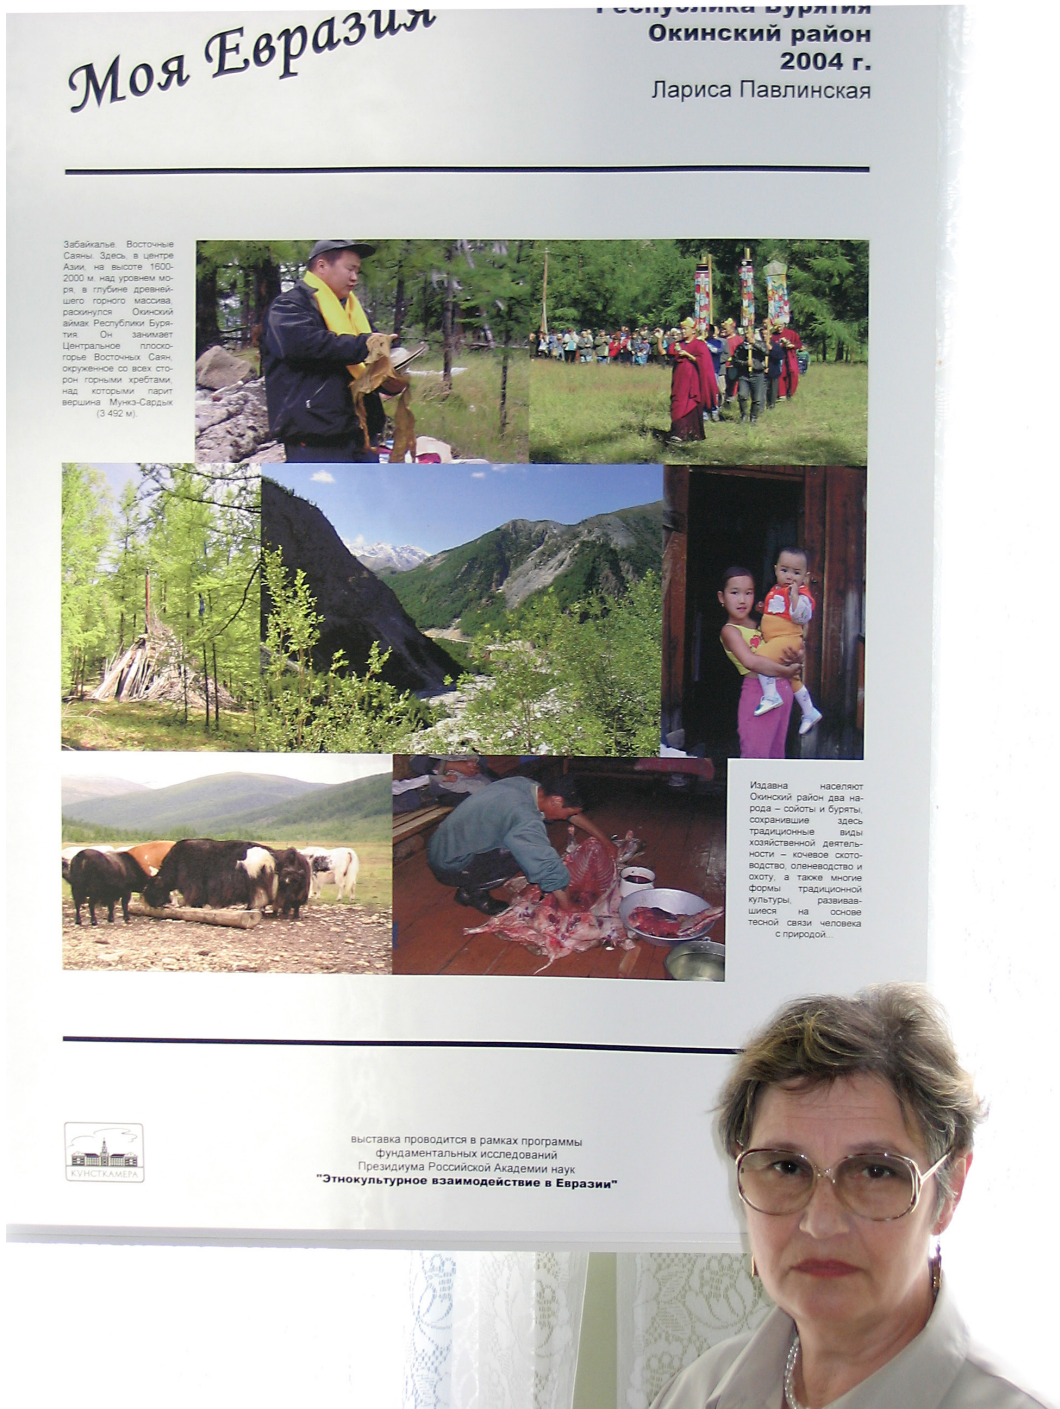 Моя Евразия
Республика Бурятия
Окинский район
2004 г.
Лариса Павлинская
Забайкалье. Восточные
Саяны. Здесь, в центре
Азии, на высоте 1600-
2000 м. над уровнем мо-
ря, в глубине древней-
шего горного массива,
раскинулся Окинский
аймак Республики Буря-
тия. Он занимает
Центральное плоско-
горье Восточных Саян,
окруженное со всех сто-
рон горными хребтами,
над которыми парит
вершина Мункэ-Сардык
(3 492 м).
Издавна населяют
Окинский район два на-
рода – сойоты и буряты,
сохранившие здесь
традиционные виды
хозяйственной деятель-
ности – кочевое ското-
водство, оленеводство и
охоту, а также многие
формы традиционной
культуры, развивав-
шиеся на основе
тесной связи человека
с природой...
КУНСТКАМЕРА
выставка проводится в рамках программы
фундаментальных исследований
Президиума Российской Академии наук
"Этнокультурное взаимодействие в Евразии"